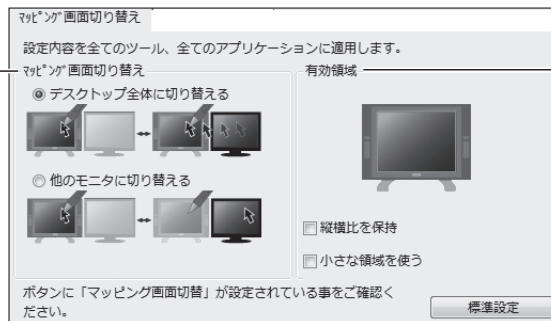 ﾏｯﾋﾟﾝｸﾞ画面切り替え
設定内容を全てのツール、全てのアプリケーションに適用します。
ﾏｯﾋﾟﾝｸﾞ画面切り替え
デスクトップ全体に切り替える
他のモニタに切り替える
有効領域
縦横比を保持
小さな領域を使う
ボタンに「マッピング画面切替」が設定されている事をご確認く
ださい。
標準設定